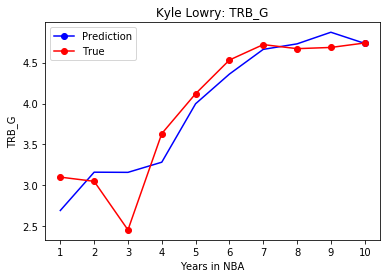 Kyle Lowry: TRB_G
Prediction
True
4.5
4.0
3.5
3.0
2.5
TRB_G
1 2 3 4 5 6 7 8 9 10
Years in NBA